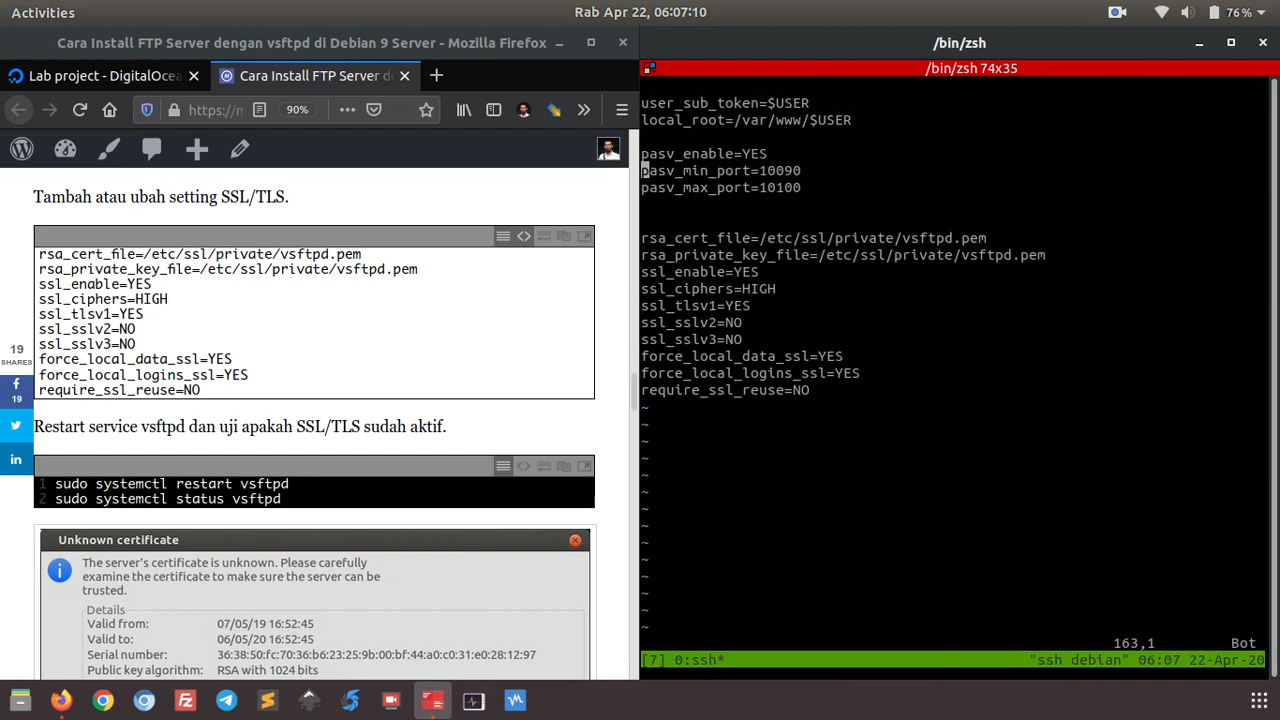 Activities
Rab Apr 22, 06:07:10
76%
Cara Install FTP Server dengan vsftpd di Debian 9 Server - Mozilla Firefox
Lab project - DigitalOcea
Cara Install FTP Server d
https://
90%
Tambah atau ubah setting SSL/TLS.
rsa_cert_file=/etc/ssl/private/vsftpd.pem
rsa_private_key_file=/etc/ssl/private/vsftpd.pem
ssl_enable=YES
ssl_ciphers=HIGH
ssl_tlsv1=YES
ssl_sslv2=NO
ssl_sslv3=NO
force_local_data_ssl=YES
force_local_logins_ssl=YES
require_ssl_reuse=NO
19
SHARES
19
Restart service vsftpd dan uji apakah SSL/TLS sudah aktif.
1 sudo systemctl restart vsftpd
2 sudo systemctl status vsftpd
Unknown certificate
The server's certificate is unknown. Please carefully
examine the certificate to make sure the server can be
trusted.
Details
Valid from: 07/05/19 16:52:45
Valid to: 06/05/20 16:52:45
Serial number: 36:38:50:fc:70:36:b6:23:25:9b:00:bf:44:a0:c0:31:e0:28:12:97
Public key algorithm: RSA with 1024 bits
/bin/zsh
/bin/zsh 74x35
user_sub_token=$USER
local_root=/var/www/$USER
pasv_enable=YES
pasv_min_port=10090
pasv_max_port=10100
rsa_cert_file=/etc/ssl/private/vsftpd.pem
rsa_private_key_file=/etc/ssl/private/vsftpd.pem
ssl_enable=YES
ssl_ciphers=HIGH
ssl_tlsv1=YES
ssl_sslv2=NO
ssl_sslv3=NO
force_local_data_ssl=YES
force_local_logins_ssl=YES
require_ssl_reuse=NO
~
~
~
~
~
~
~
~
~
~
~
~
~
~
163,1 Bot
[7] 0:ssh* "ssh debian" 06:07 22-Apr-20